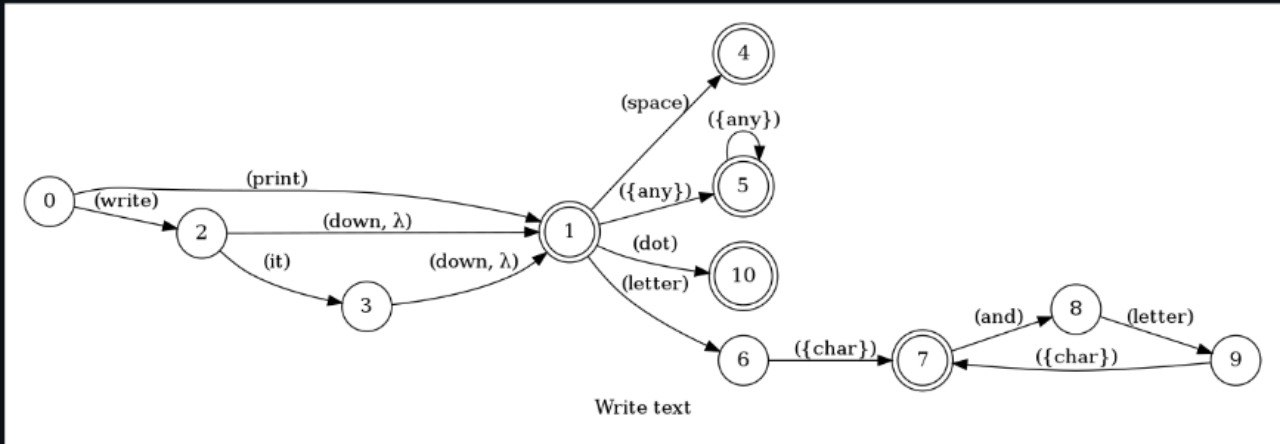 4
(space)
({any})
(print)
({any})
5
0
(write)
2
(down, λ)
1
(dot)
(it)
(down, λ)
10
(letter)
3
8
(and)
(letter)
6
({char})
7
({char})
9
Write text